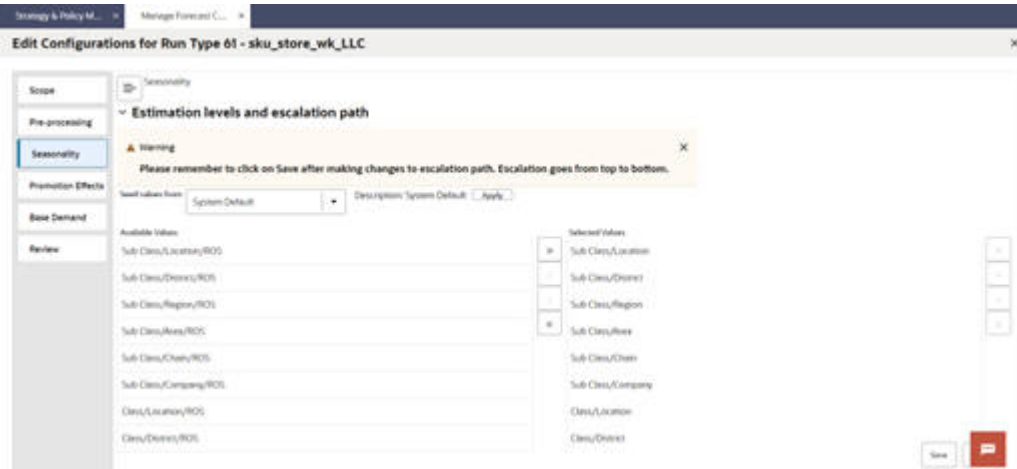 Strategy & Policy M... ×
Manage Forecast C... ×
Edit Configurations for Run Type 61 - sku_store_wk_LLC
Scope
Pre-processing
Seasonality
Promotion Effects
Base Demand
Review
Seasonality
Estimation levels and escalation path
Warning
Please remember to click on Save after making changes to escalation path. Escalation goes from top to bottom.
Seed values from
System Default
Description: System Default
Apply
Available Values
Sub Class/Location/ROS
Sub Class/District/ROS
Sub Class/Region/ROS
Sub Class/Area/ROS
Sub Class/Chain/ROS
Sub Class/Company/ROS
Class/Location/ROS
Class/District/ROS
Selected Values
Sub Class/Location
Sub Class/District
Sub Class/Region
Sub Class/Area
Sub Class/Chain
Sub Class/Company
Class/Location
Class/District
Save